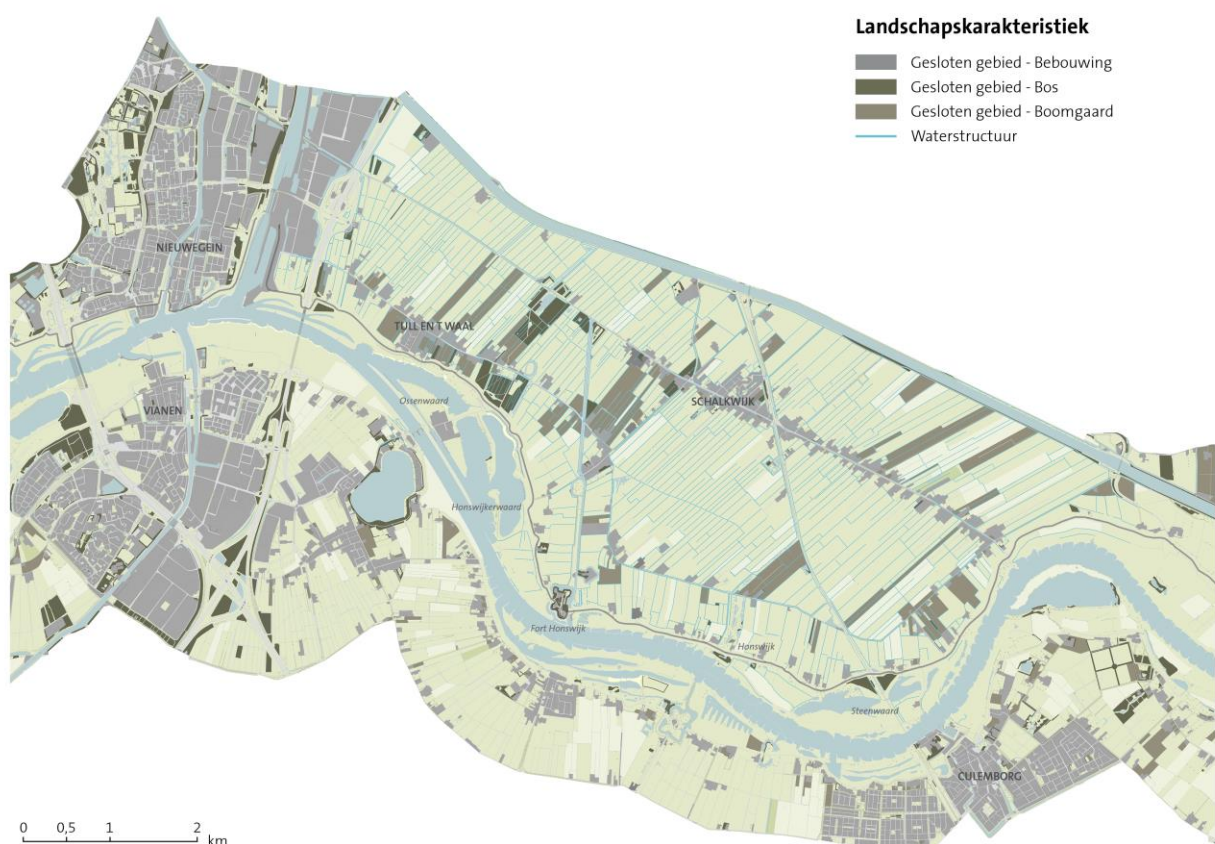 Landschapskarakteristiek
Gesloten gebied - Bebouwing
Gesloten gebied - Bos
Gesloten gebied - Boomgaard
Waterstructuur
NIEUWEGEIN
TULL EN T WAAL
Ossenwaard
VIANEN
SCHALKWIJK
Honswijkerwaard
Fort Honswijk
Honswijk
Steenwaard
CULEMBORG
0 0,5 1 2
km